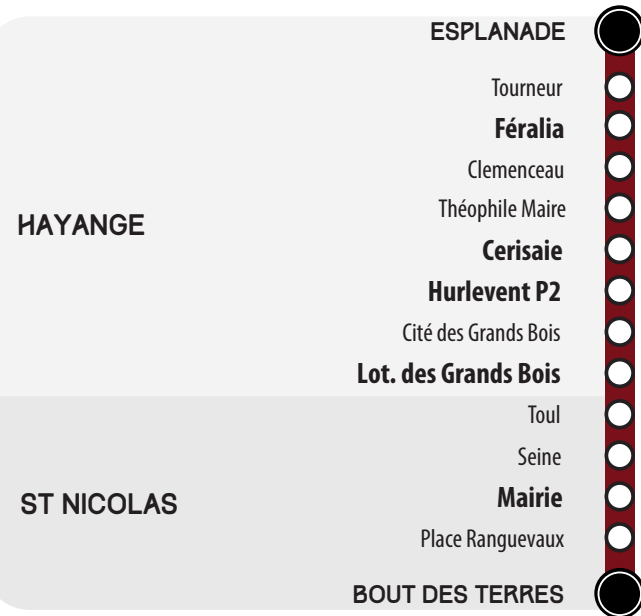 ESPLANADE
Tourneur
Féralia
Clemenceau
Théophile Maire
HAYANGE
Cerisaie
Hurlevent P2
Cité des Grands Bois
Lot. des Grands Bois
Toul
Seine
ST NICOLAS
Mairie
Place Ranguevaux
BOUT DES TERRES